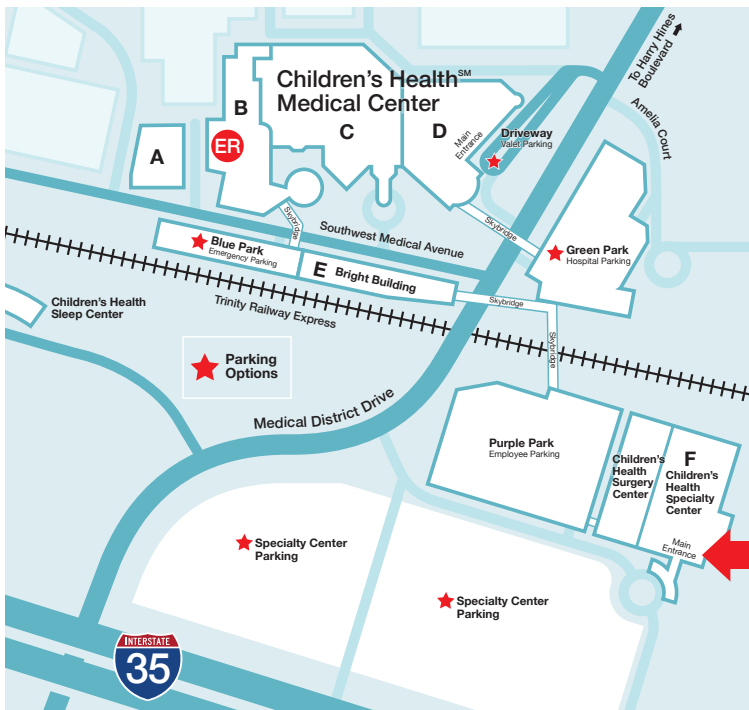 To Harry Hines
Boulevard
Children's Health℠
Medical Center
B
C
D
A
ER
Main
Entrance
Driveway
Valet Parking
Amelia Court
Skybridge
Southwest Medical Avenue
Skybridge
Blue Park
Emergency Parking
E
Bright Building
Green Park
Hospital Parking
Skybridge
Skybridge
Children's Health
Sleep Center
Trinity Railway Express
Parking
Options
Medical District Drive
Purple Park
Employee Parking
Children's
Health
Surgery
Center
F
Children's
Health
Specialty
Center
Main
Entrance
Specialty Center
Parking
Specialty Center
Parking
INTERSTATE
35